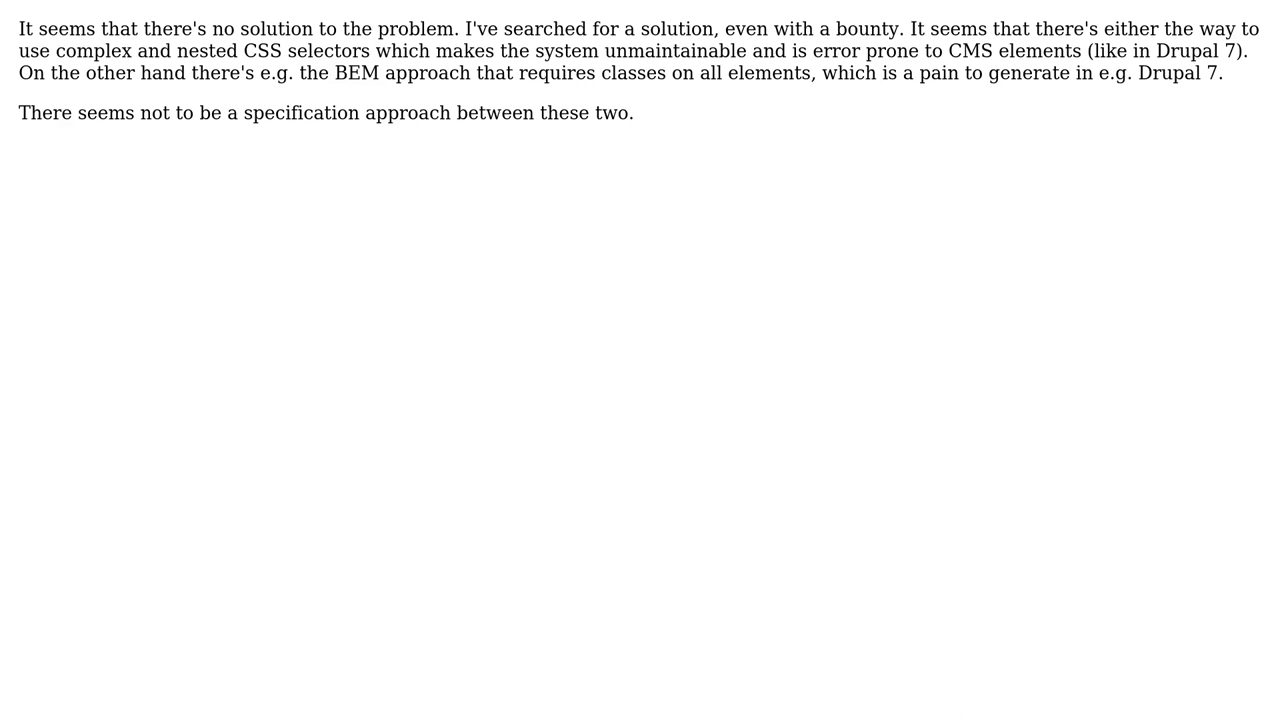 It seems that there's no solution to the problem. I've searched for a solution, even with a bounty. It seems that there's either the way to
use complex and nested CSS selectors which makes the system unmaintainable and is error prone to CMS elements (like in Drupal 7).
On the other hand there's e.g. the BEM approach that requires classes on all elements, which is a pain to generate in e.g. Drupal 7.
There seems not to be a specification approach between these two.